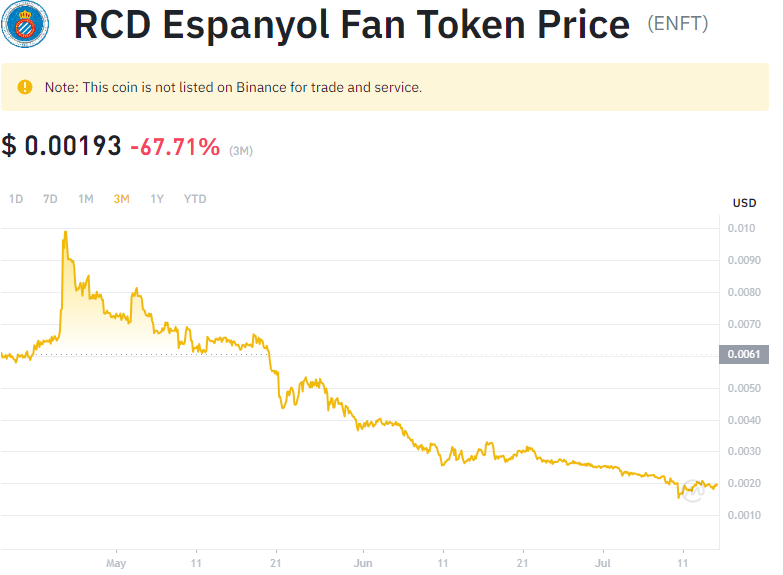 RCD Espanyol Fan Token Price (ENFT)
Note: This coin is not listed on Binance for trade and service.
$ 0.00193 -67.71% (3M)
1D 7D 1M 3M 1Y YTD
USD
0.010
0.0090
0.0080
0.0070
0.0061
0.0050
0.0040
0.0030
0.0020
0.0010
May 11 21 Jun 11 21 Jul 11